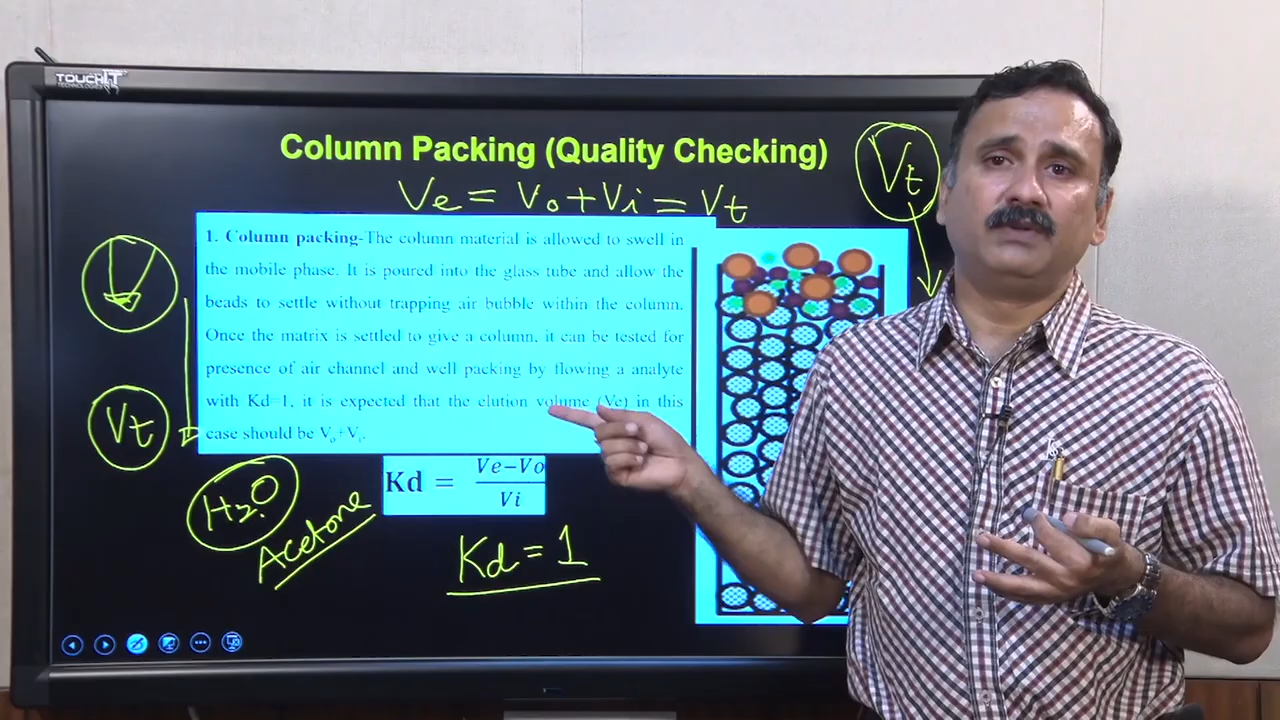 TOUCHIT
TECHNOLOGIES
Column Packing (Quality Checking)
Vt
Ve = Vo + Vi = Vt
1. Column packing-The column material is allowed to swell in
the mobile phase. It is poured into the glass tube and allow the
beads to settle without trapping air bubble within the column.
Once the matrix is settled to give a column, it can be tested for
presence of air channel and well packing by flowing a analyte
with Kd=1, it is expected that the elution volume (Ve) in this
case should be Vo+Vi.
Vt
Kd = Ve-Vo
Vi
H2O
Acetone
Kd = 1